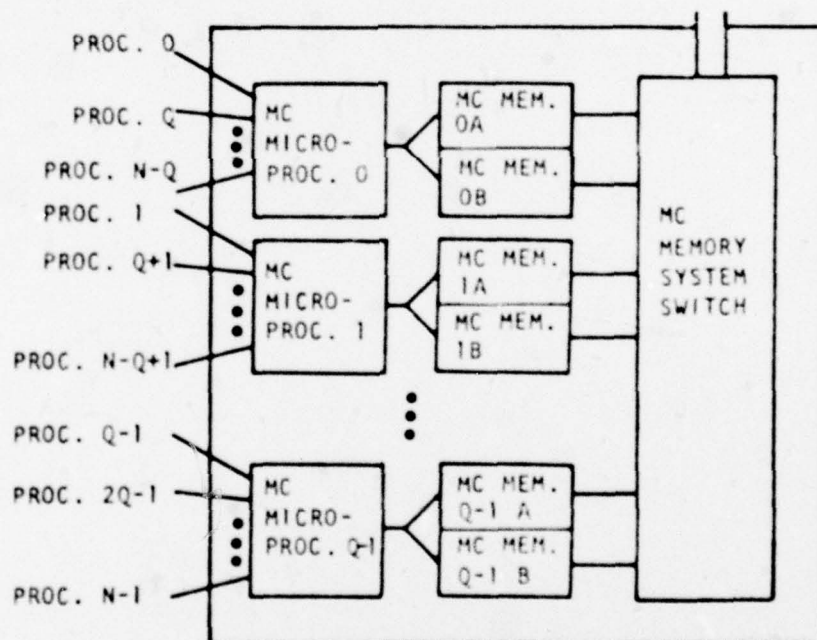 PROC. 0
PROC. Q
PROC. N-Q
PROC. 1
PROC. Q+1
PROC. N-Q+1
PROC. Q-1
PROC. 2Q-1
PROC. N-1
MC
MICRO-
PROC. 0
MC
MICRO-
PROC. 1
MC
MICRO-
PROC. Q-1
MC MEM.
0A
MC MEM.
0B
MC MEM.
1A
MC MEM.
1B
MC MEM.
Q-1 A
MC MEM.
Q-1 B
MC
MEMORY
SYSTEM
SWITCH